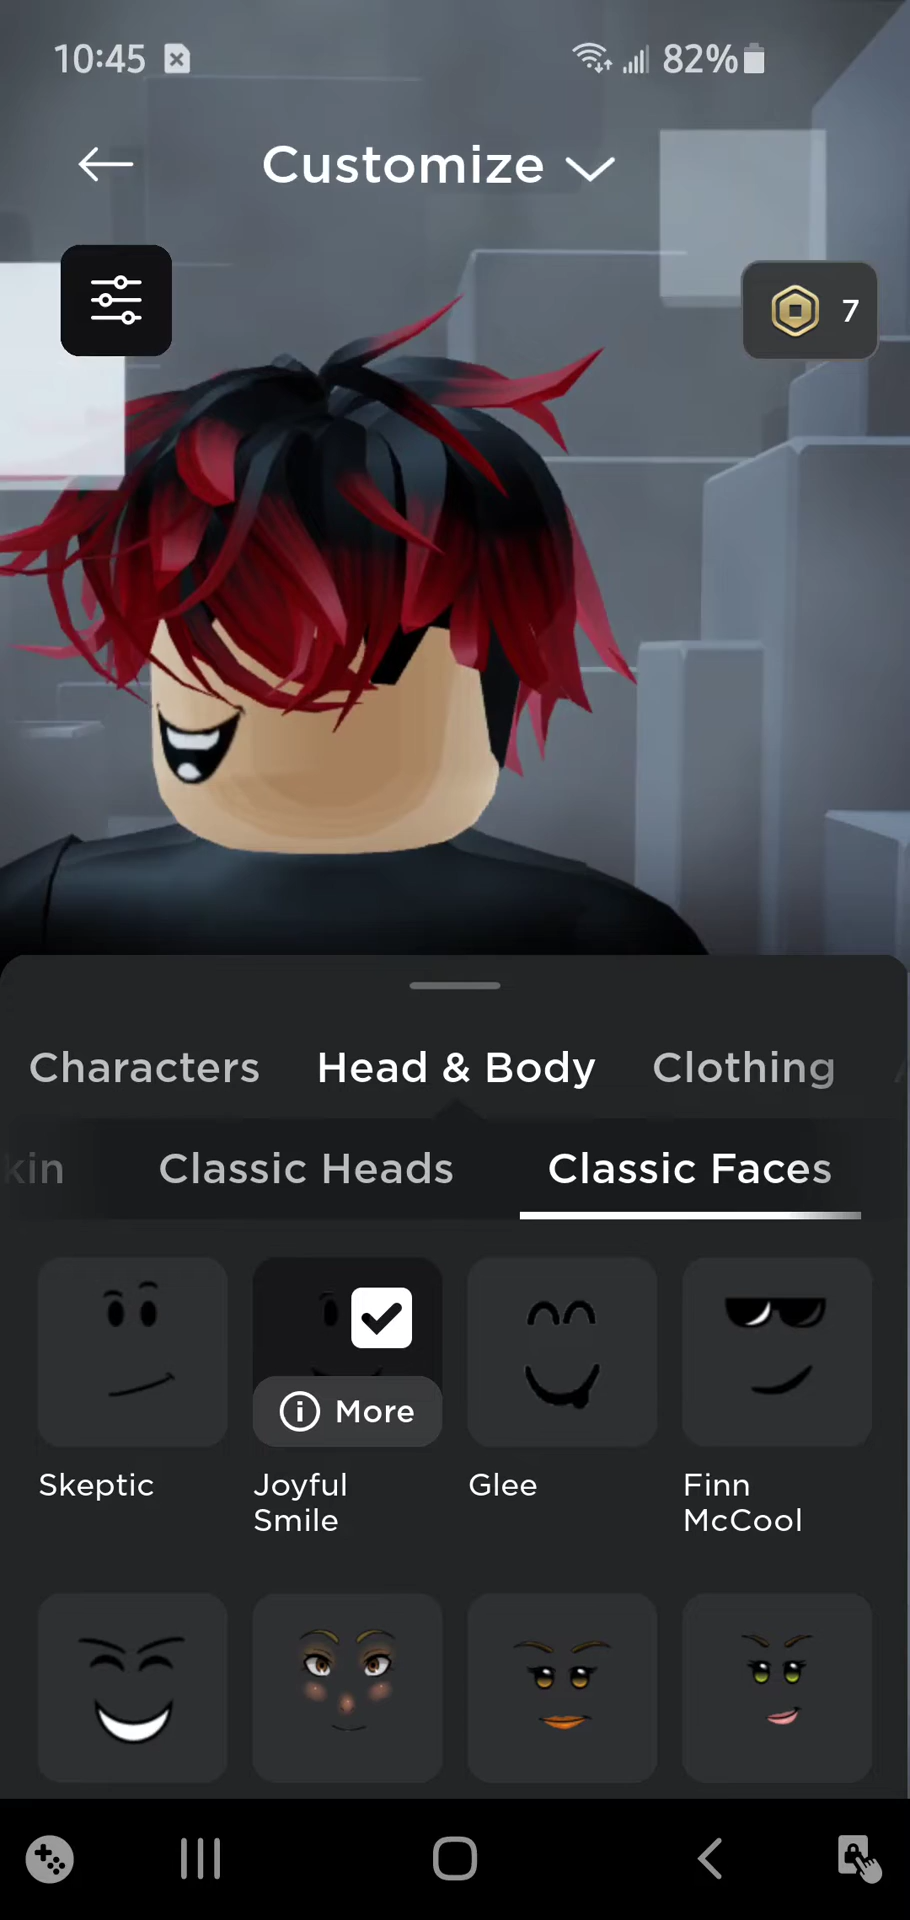 10:45
82%
Customize
7
Characters Head & Body Clothing
kin Classic Heads Classic Faces
More
Skeptic Joyful Smile Glee Finn McCool